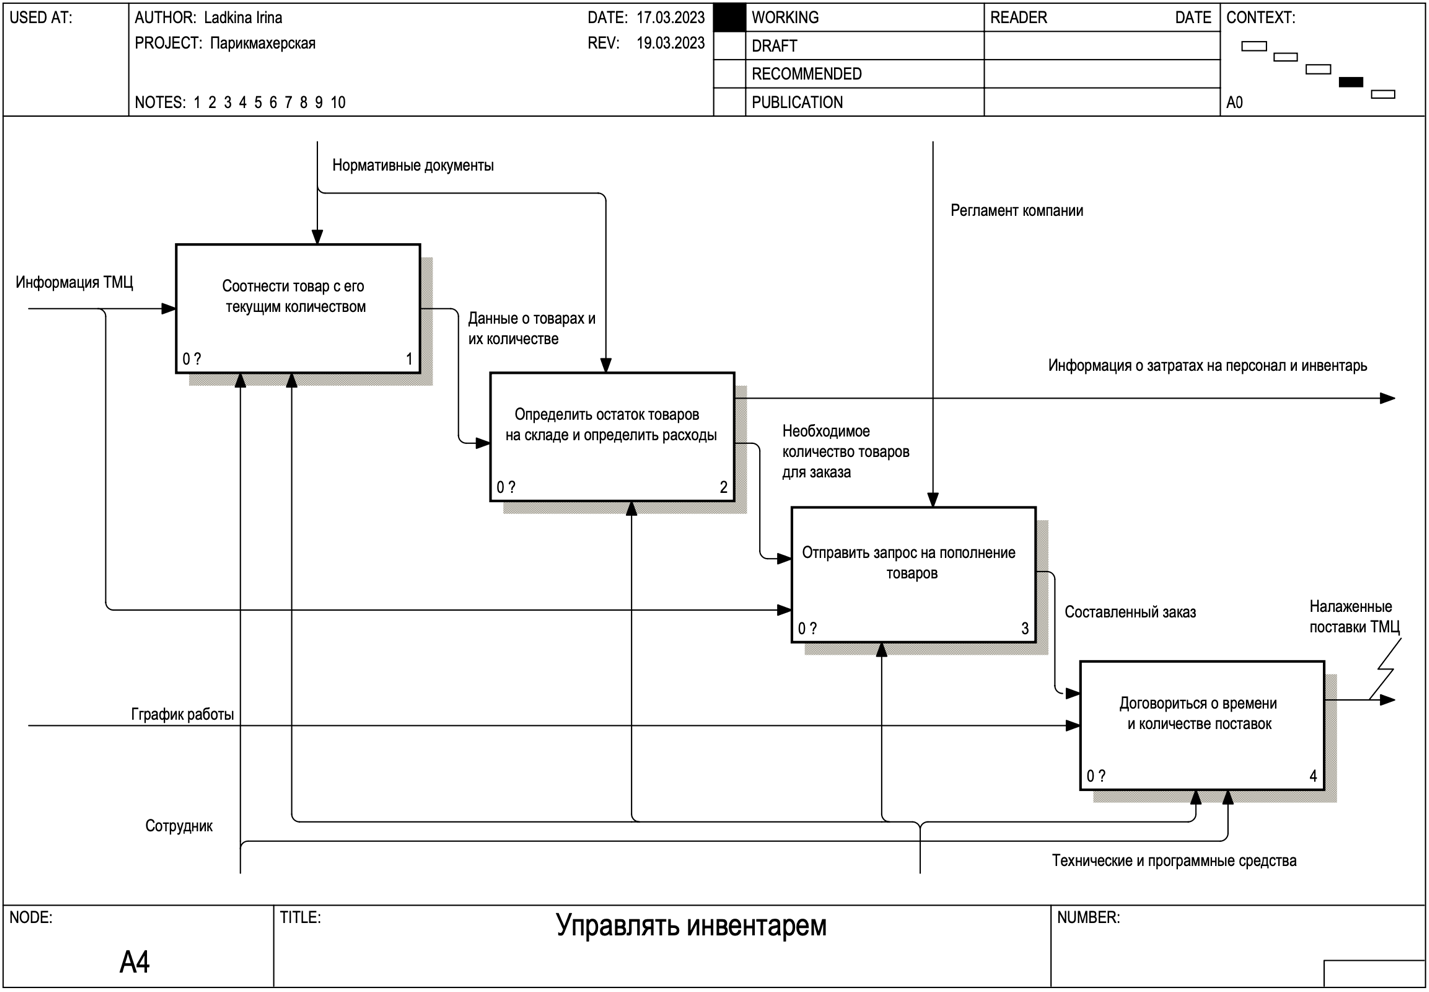 USED AT:
AUTHOR: Ladkina Irina
DATE: 17.03.2023
PROJECT: Парикмахерская
REV: 19.03.2023
NOTES: 1 2 3 4 5 6 7 8 9 10
WORKING
DRAFT
RECOMMENDED
PUBLICATION
READER
DATE
CONTEXT:
A0
Нормативные документы
Регламент компании
Информация ТМЦ
Соотнести товар с его
текущим количеством
0 ?
1
Данные о товарах и
их количестве
Информация о затратах на персонал и инвентарь
Определить остаток товаров
на складе и определить расходы
0 ?
2
Необходимое
количество товаров
для заказа
Отправить запрос на пополнение
товаров
0 ?
3
Составленный заказ
Налаженные
поставки ТМЦ
Гграфик работы
Договориться о времени
и количестве поставок
0 ?
4
Сотрудник
Технические и программные средства
NODE:
A4
TITLE:
Управлять инвентарем
NUMBER: